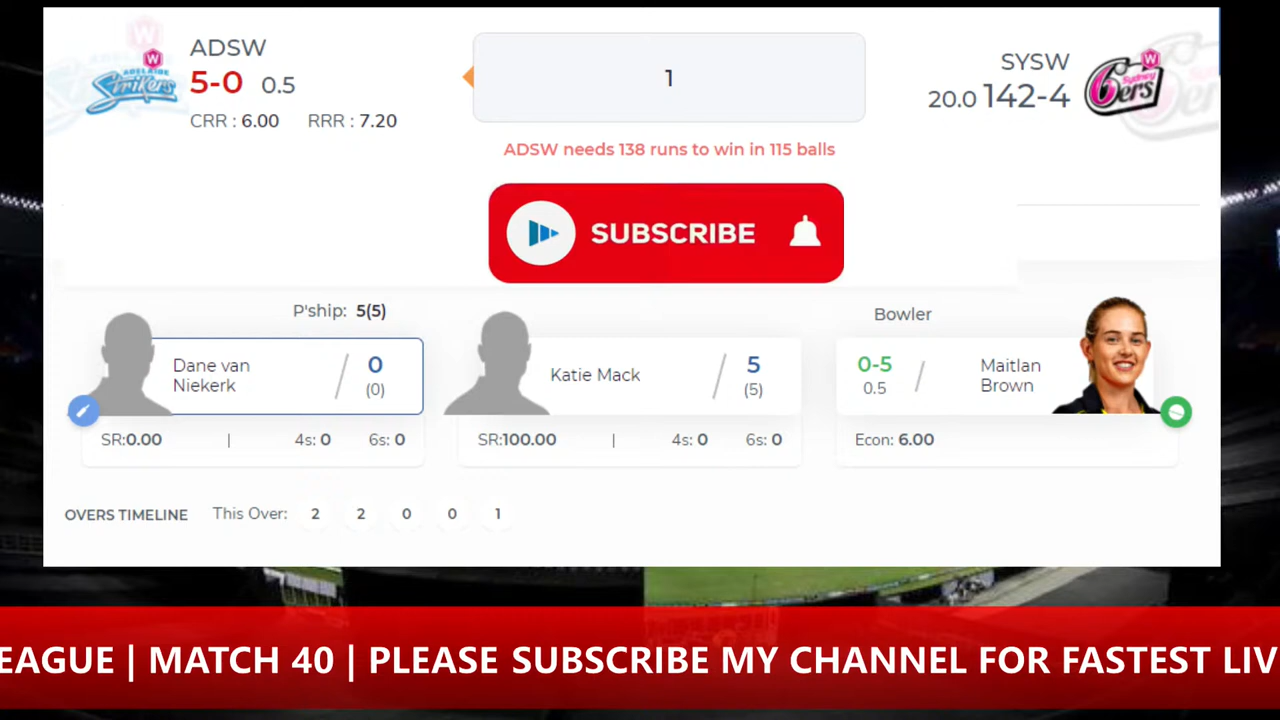 ADSW
5-0 0.5
CRR : 6.00 RRR : 7.20
ADELAIDE
Strikers
W
1
ADSW needs 138 runs to win in 115 balls
SYSW
20.0 142-4
W
Sydney
6ers
SUBSCRIBE
P'ship: 5(5)
Bowler
Dane van
Niekerk
0
(0)
SR:0.00 | 4s: 0 6s: 0
Katie Mack
5
(5)
SR:100.00 | 4s: 0 6s: 0
0-5
0.5
Maitlan
Brown
Econ: 6.00
OVERS TIMELINE This Over: 2 2 0 0 1
EAGUE | MATCH 40 | PLEASE SUBSCRIBE MY CHANNEL FOR FASTEST LIV